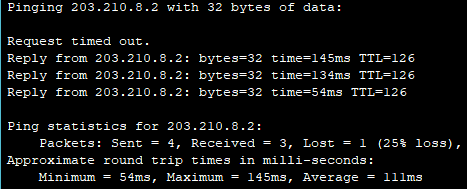 Pinging 203.210.8.2 with 32 bytes of data:
Request timed out.
Reply from 203.210.8.2: bytes=32 time=145ms TTL=126
Reply from 203.210.8.2: bytes=32 time=134ms TTL=126
Reply from 203.210.8.2: bytes=32 time=54ms TTL=126
Ping statistics for 203.210.8.2:
Packets: Sent = 4, Received = 3, Lost = 1 (25% loss),
Approximate round trip times in milli-seconds:
Minimum = 54ms, Maximum = 145ms, Average = 111ms